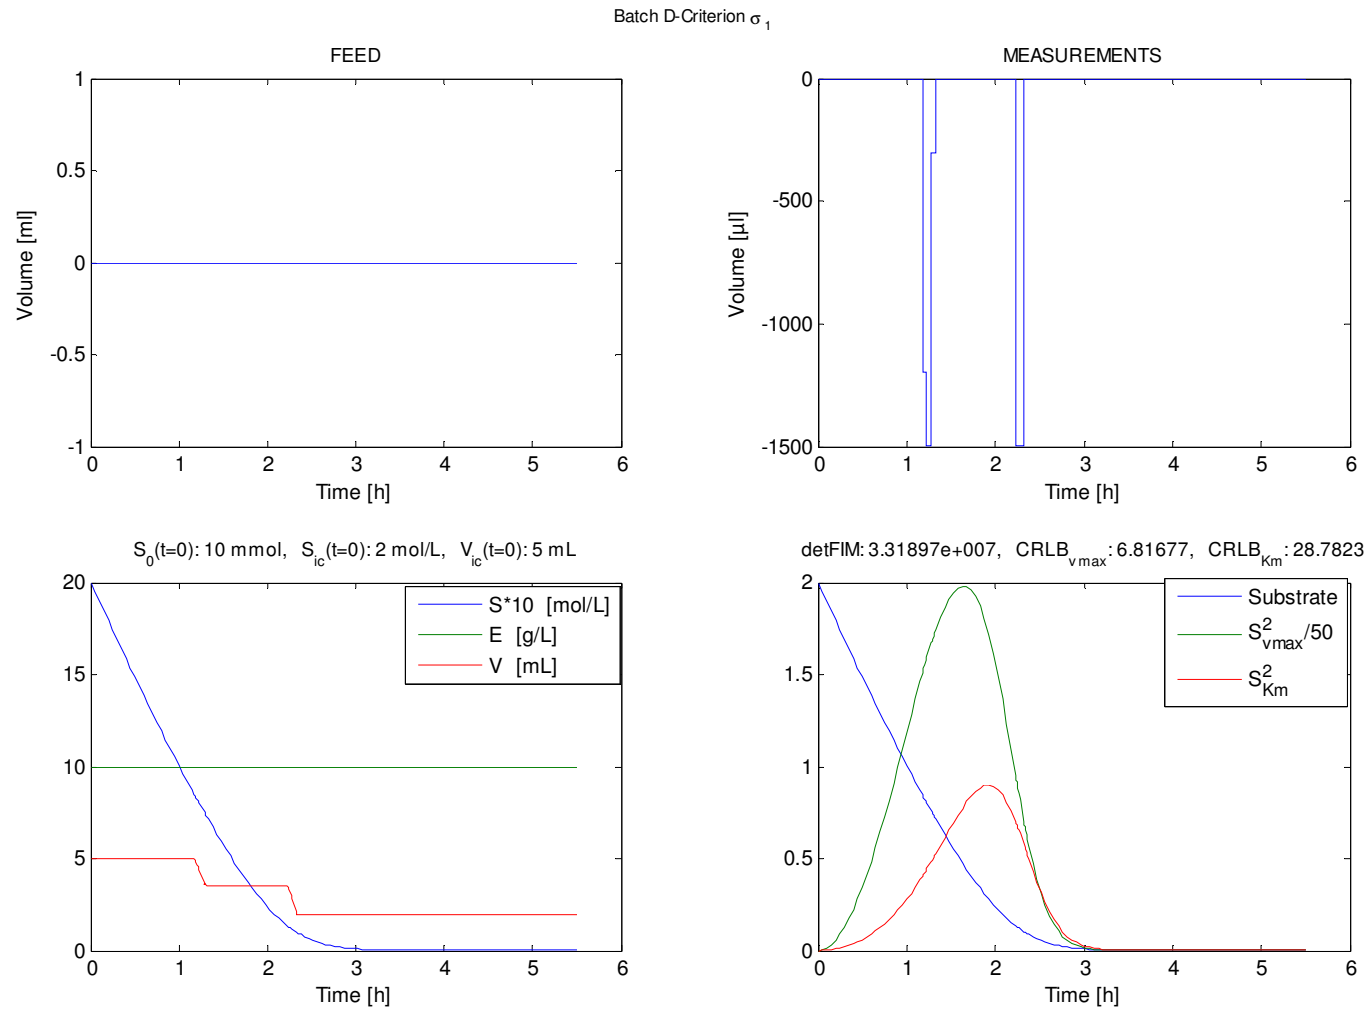 Batch D-Criterion σ1
FEED
Volume [ml]
1
0.5
0
-0.5
-1
0 1 2 3 4 5 6
Time [h]
MEASUREMENTS
Volume [µl]
0
-500
-1000
-1500
0 1 2 3 4 5 6
Time [h]
S0(t=0): 10 mmol, Sic(t=0): 2 mol/L, Vic(t=0): 5 mL
20
15
10
5
0
S*10 [mol/L]
E [g/L]
V [mL]
0 1 2 3 4 5 6
Time [h]
detFIM: 3.31897e+007, CRLBvmax: 6.81677, CRLBKm: 28.7823
2
1.5
1
0.5
0
Substrate
S2vmax/50
S2Km
0 1 2 3 4 5 6
Time [h]